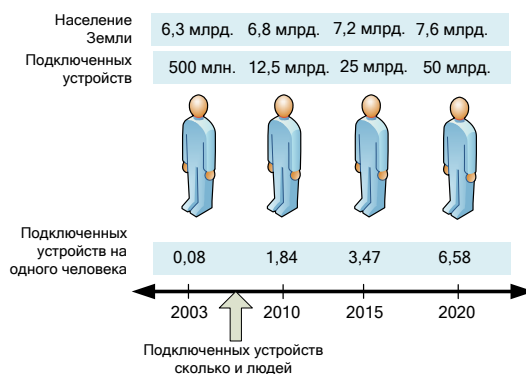 Население
Земли
6,3 млрд. 6,8 млрд. 7,2 млрд. 7,6 млрд.
Подключенных
устройств
500 млн. 12,5 млрд. 25 млрд. 50 млрд.
Подключенных
устройств на
одного человека
0,08 1,84 3,47 6,58
2003 2010 2015 2020
Подключенных устройств
сколько и людей